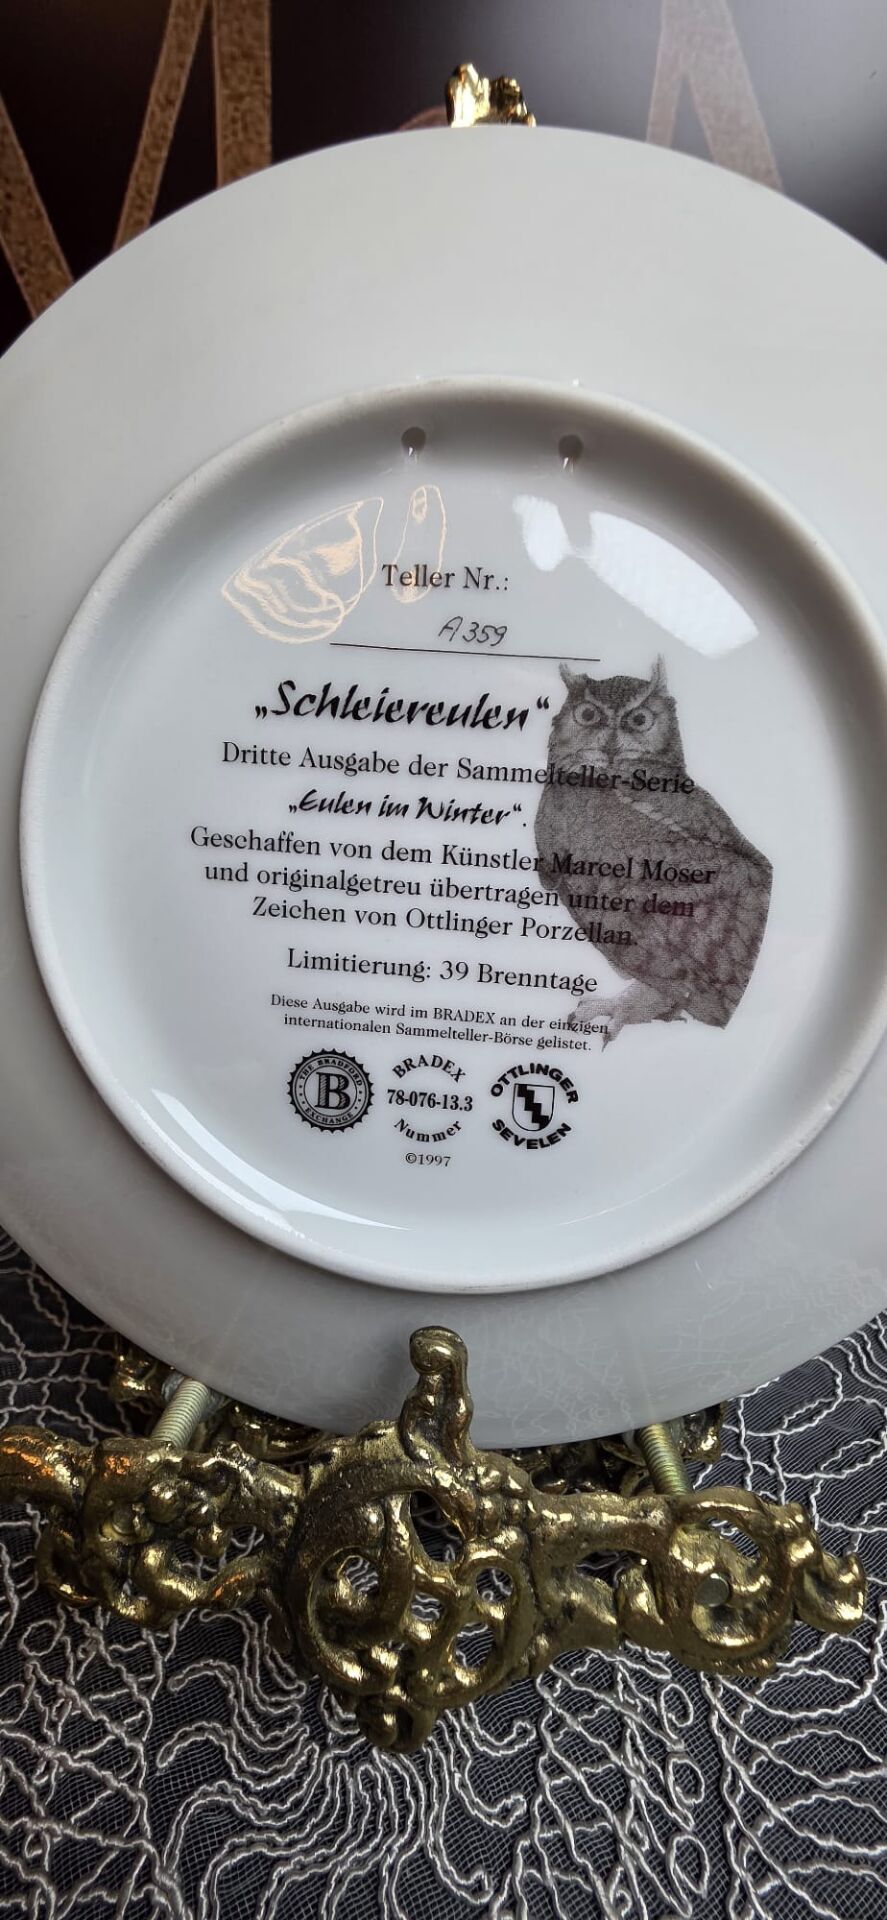 Teller Nr.:
A359
„Schleiereulen“
Dritte Ausgabe der Sammelteller-Serie
„Eulen im Winter“.
Geschaffen von dem Künstler Marcel Moser
und originalgetreu übertragen unter dem
Zeichen von Ottlinger Porzellan.
Limitierung: 39 Brenntage
Diese Ausgabe wird im BRADEX an der einzigen
internationalen Sammelteller-Börse gelistet.
THE BRADFORD
B
EXCHANGE
BRADEX
78-076-13.3
Nummer
OTTLINGER
SEVELEN
©1997